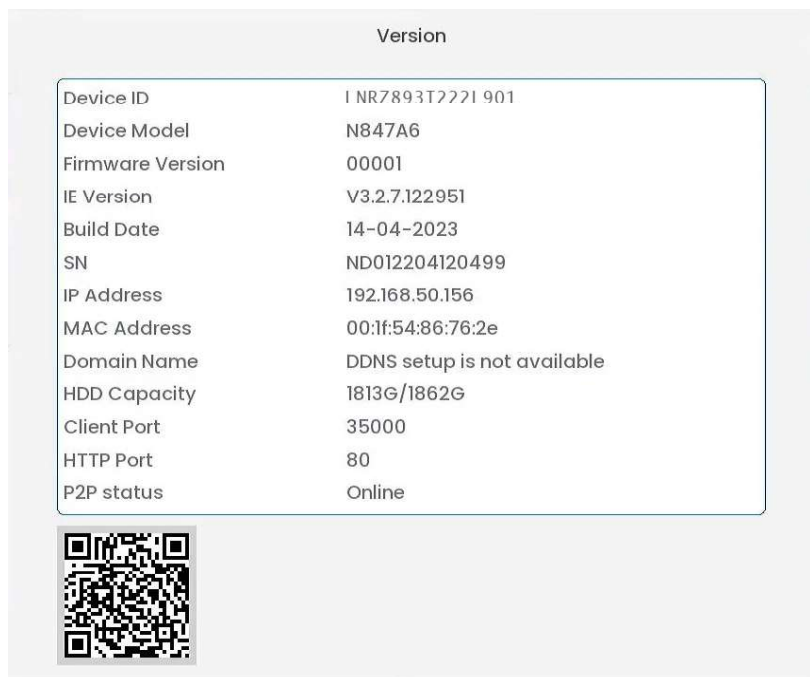 Version
Device ID
Device Model N847A6
Firmware Version 00001
IE Version V3.2.7.122951
Build Date 14-04-2023
SN ND012204120499
IP Address 192.168.50.156
MAC Address 00:1f:54:86:76:2e
Domain Name DDNS setup is not available
HDD Capacity 1813G/1862G
Client Port 35000
HTTP Port 80
P2P status Online